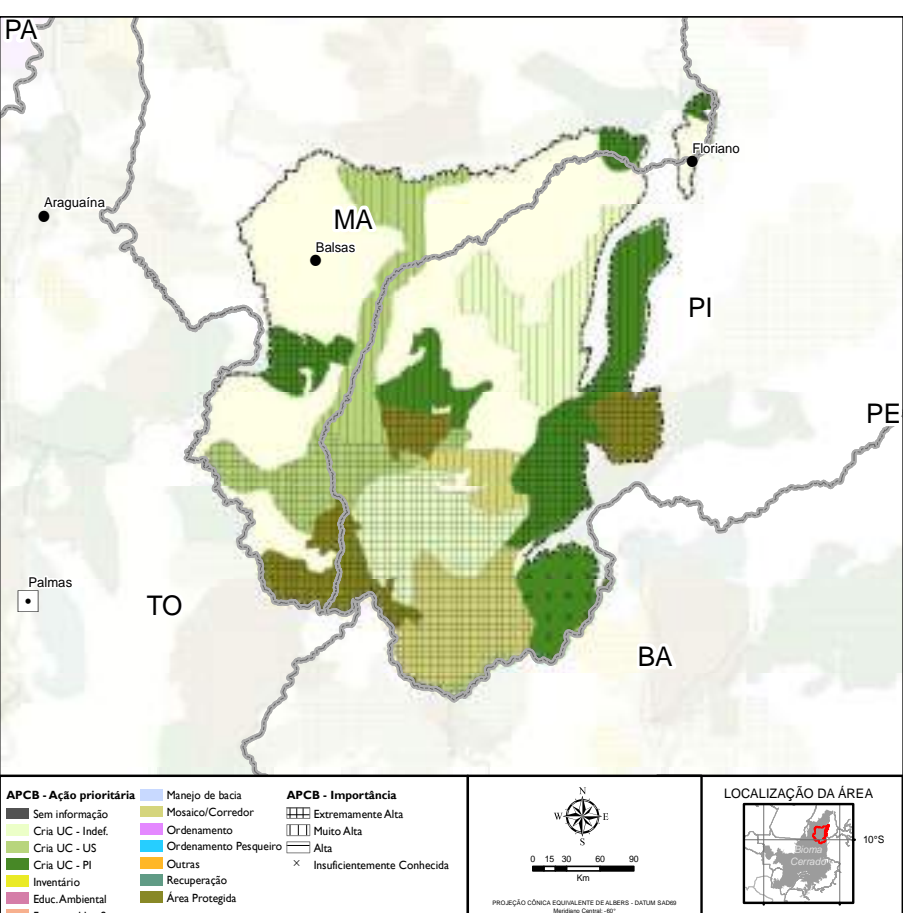 PA
Floriano
Araguaína
MA
Balsas
PI
PE
Palmas
TO
BA
APCB - Ação prioritária
Sem informação
Cria UC - Indef.
Cria UC - US
Cria UC - PI
Inventário
Educ. Ambiental
Manejo de bacia
Mosaico/Corredor
Ordenamento
Ordenamento Pesqueiro
Outras
Recuperação
Área Protegida
APCB - Importância
Extremamente Alta
Muito Alta
Alta
Insuficientemente Conhecida
N
W E
S
0 15 30 60 90
Km
PROJEÇÃO CÔNICA EQUIVALENTE DE ALBERS - DATUM SAD69
Meridiano Central: -60°
LOCALIZAÇÃO DA ÁREA
10°S
Bioma
Cerrado